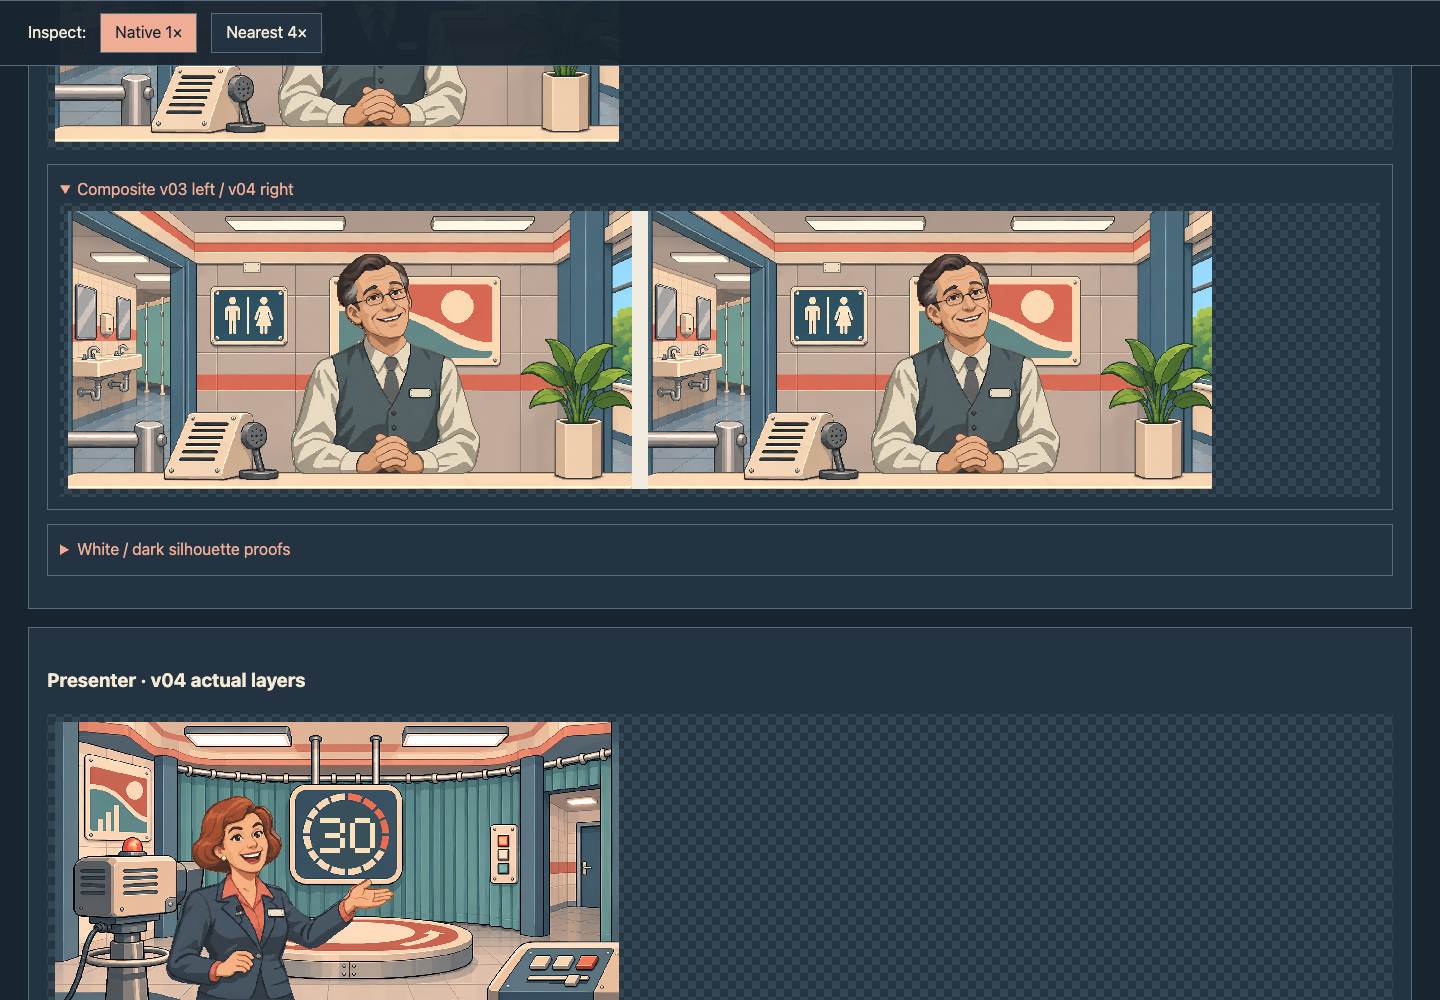 Inspect:
Native 1×
Nearest 4×
▼ Composite v03 left / v04 right
▶ White / dark silhouette proofs
Presenter · v04 actual layers
30